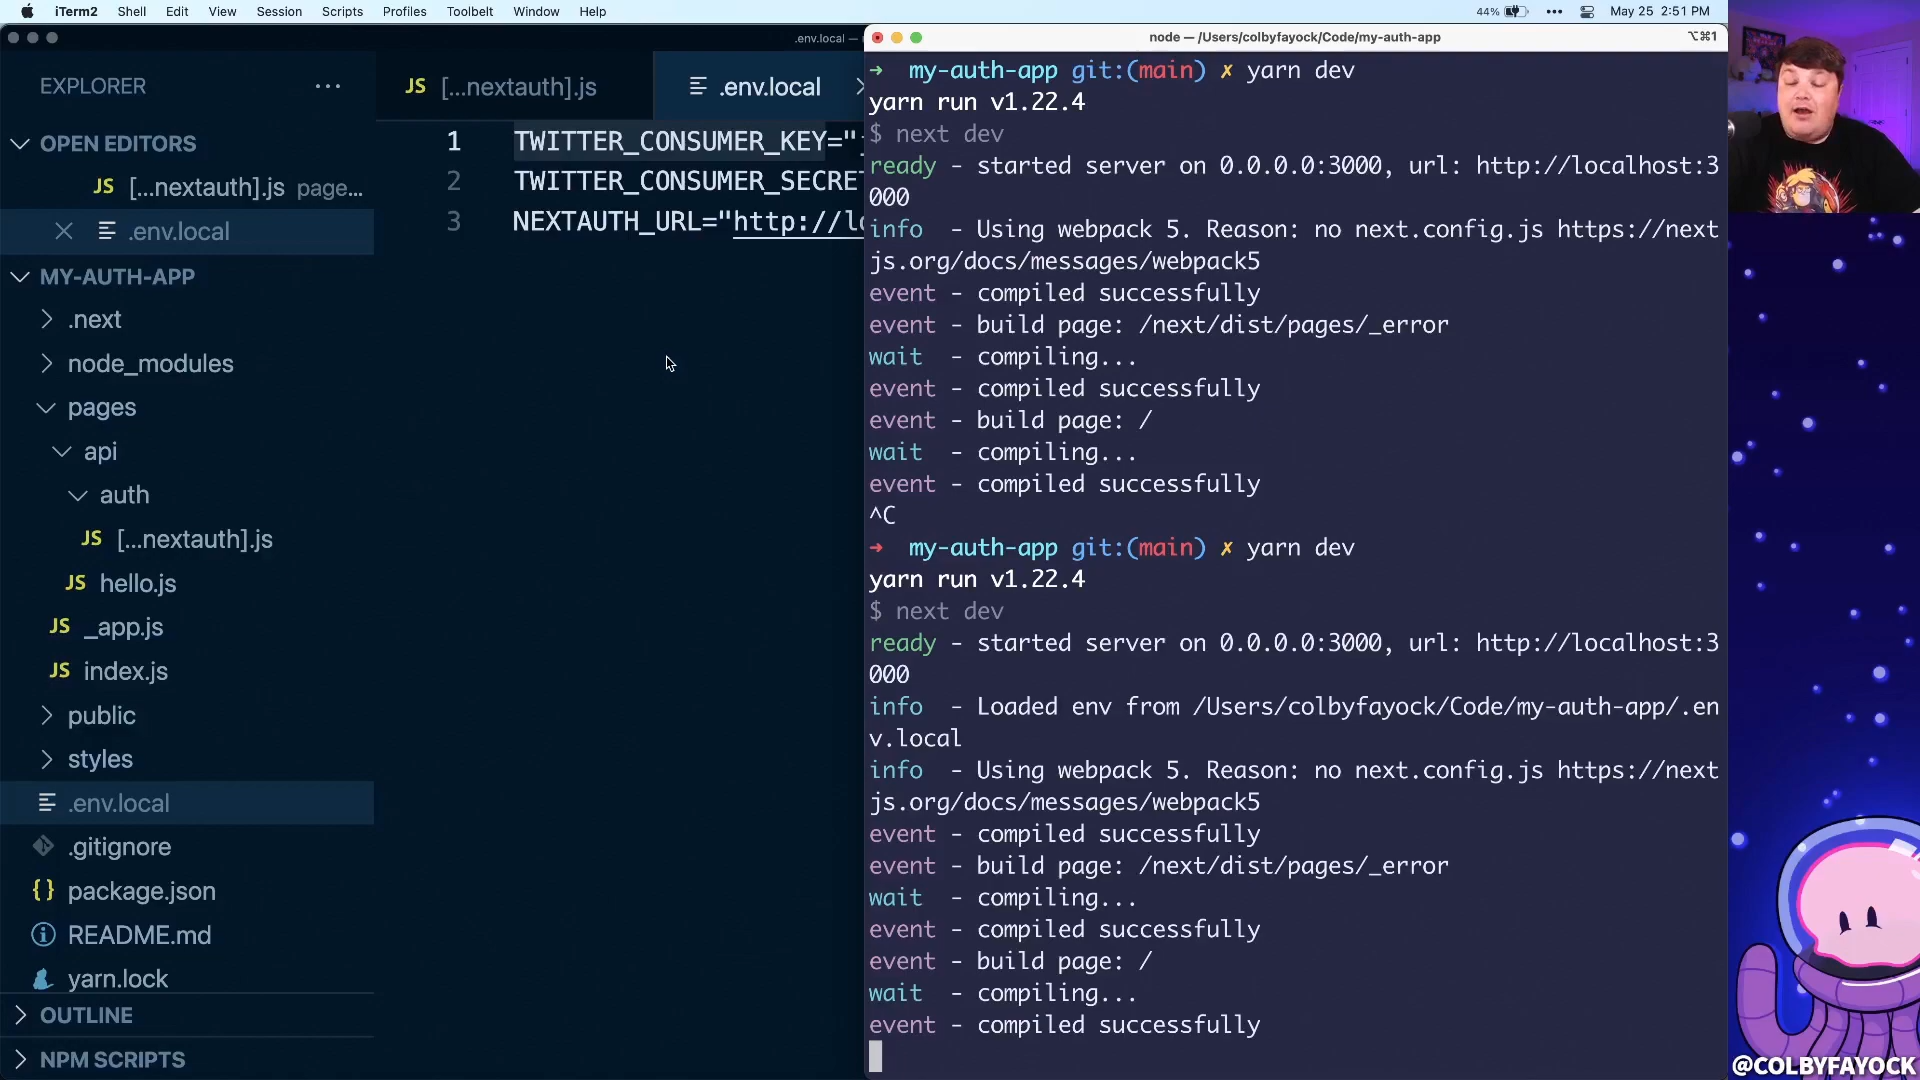 iTerm2 Shell Edit View Session Scripts Profiles Toolbelt Window Help 44% May 25 2:51 PM
.env.local —
node — /Users/colbyfayock/Code/my-auth-app ⌥⌘1
EXPLORER ...
OPEN EDITORS
JS [...nextauth].js page...
.env.local
MY-AUTH-APP
.next
node_modules
pages
api
auth
JS [...nextauth].js
JS hello.js
JS _app.js
JS index.js
public
styles
.env.local
.gitignore
{} package.json
README.md
yarn.lock
OUTLINE
NPM SCRIPTS
JS [...nextauth].js
.env.local
1 TWITTER_CONSUMER_KEY="
2 TWITTER_CONSUMER_SECRET
3 NEXTAUTH_URL="http://lo
→ my-auth-app git:(main) ✗ yarn dev
yarn run v1.22.4
$ next dev
ready - started server on 0.0.0.0:3000, url: http://localhost:3
000
info - Using webpack 5. Reason: no next.config.js https://next
js.org/docs/messages/webpack5
event - compiled successfully
event - build page: /next/dist/pages/_error
wait - compiling...
event - compiled successfully
event - build page: /
wait - compiling...
event - compiled successfully
^C
→ my-auth-app git:(main) ✗ yarn dev
yarn run v1.22.4
$ next dev
ready - started server on 0.0.0.0:3000, url: http://localhost:3
000
info - Loaded env from /Users/colbyfayock/Code/my-auth-app/.en
v.local
info - Using webpack 5. Reason: no next.config.js https://next
js.org/docs/messages/webpack5
event - compiled successfully
event - build page: /next/dist/pages/_error
wait - compiling...
event - compiled successfully
event - build page: /
wait - compiling...
event - compiled successfully
@COLBYFAYOCK